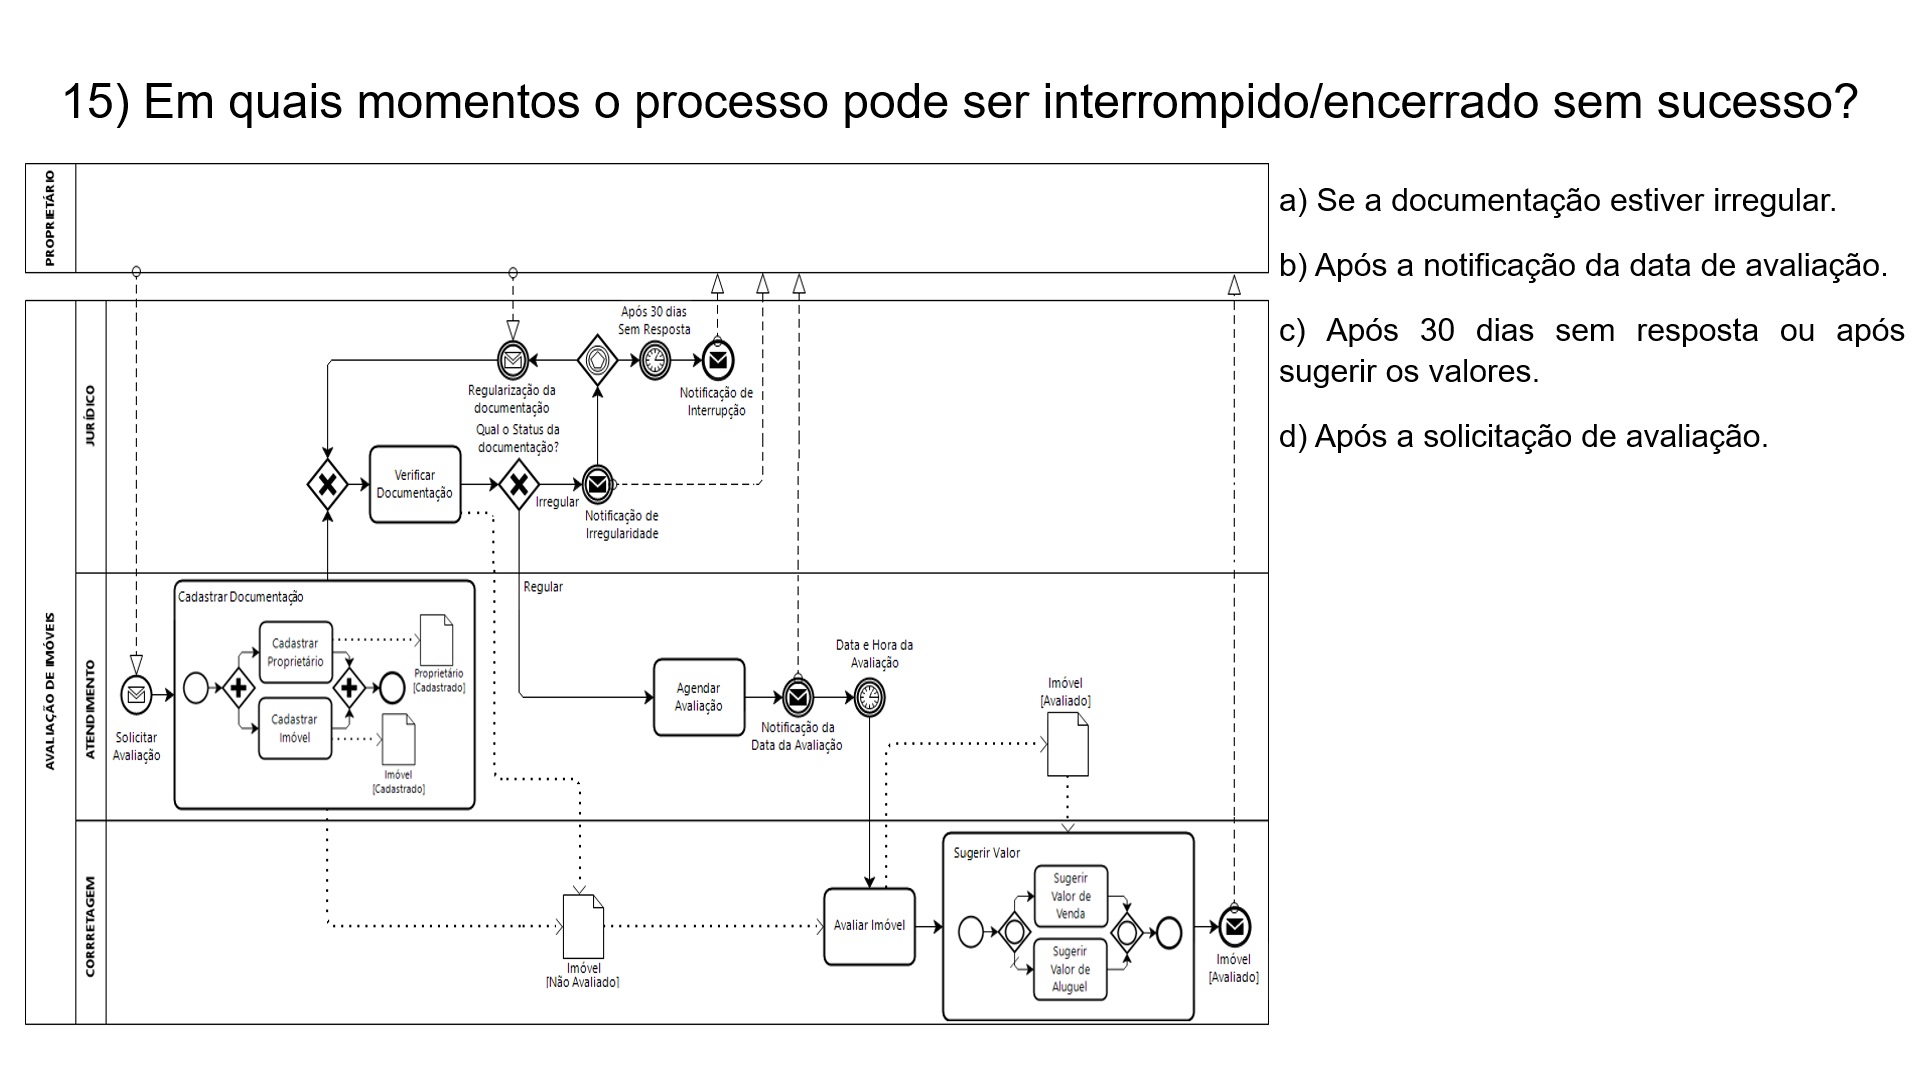 15) Em quais momentos o processo pode ser interrompido/encerrado sem sucesso?
PROPRIETÁRIO
a) Se a documentação estiver irregular.
b) Após a notificação da data de avaliação.
c) Após 30 dias sem resposta ou após
sugerir os valores.
d) Após a solicitação de avaliação.
AVALIAÇÃO DE IMÓVEIS
JURÍDICO
Após 30 dias
Sem Resposta
Regularização da
documentação
Notificação de
Interrupção
Qual o Status da
documentação?
Verificar
Documentação
Irregular
Notificação de
Irregularidade
Regular
ATENDIMENTO
Solicitar
Avaliação
Cadastrar Documentação
Cadastrar
Proprietário
Cadastrar
Imóvel
Proprietário
[Cadastrado]
Imóvel
[Cadastrado]
Agendar
Avaliação
Notificação da
Data da Avaliação
Data e Hora da
Avaliação
Imóvel
[Avaliado]
CORRETAGEM
Imóvel
[Não Avaliado]
Avaliar Imóvel
Sugerir Valor
Sugerir
Valor de
Venda
Sugerir
Valor de
Aluguel
Imóvel
[Avaliado]